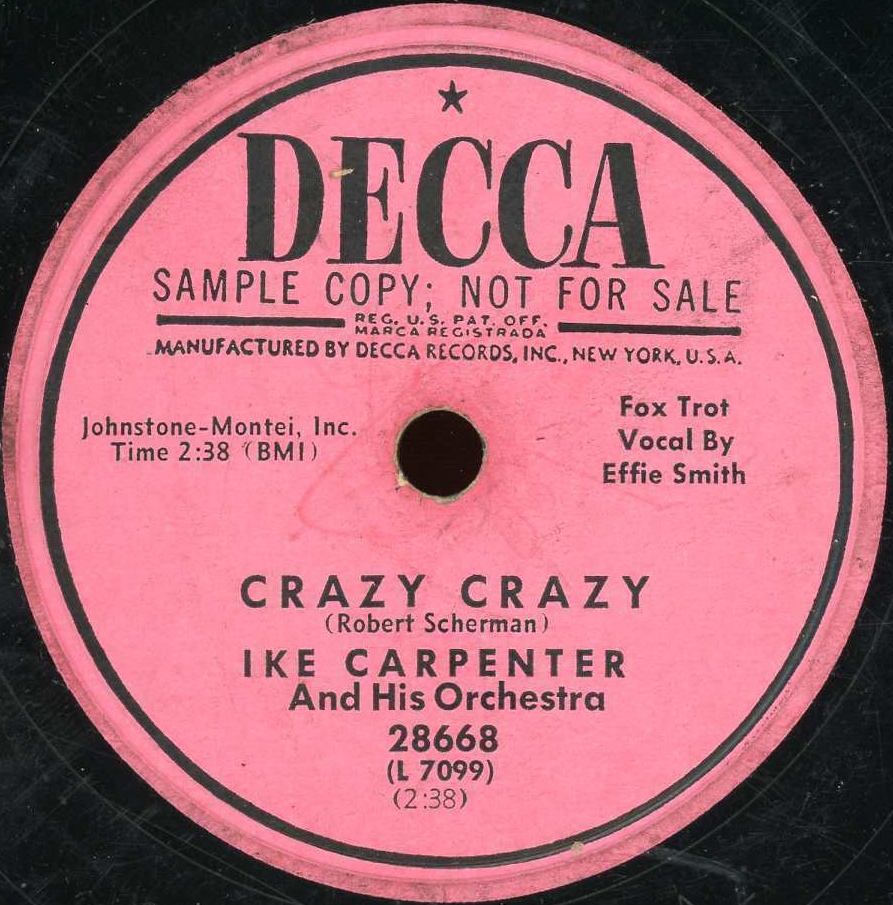 DECCA
SAMPLE COPY; NOT FOR SALE
REG. U.S. PAT. OFF.
MARCA REGISTRADA
MANUFACTURED BY DECCA RECORDS, INC., NEW YORK, U.S.A.
Johnstone-Montei, Inc.
Time 2:38 (BMI)
Fox Trot
Vocal By
Effie Smith
CRAZY CRAZY
(Robert Scherman)
IKE CARPENTER
And His Orchestra
28668
(L 7099)
(2:38)